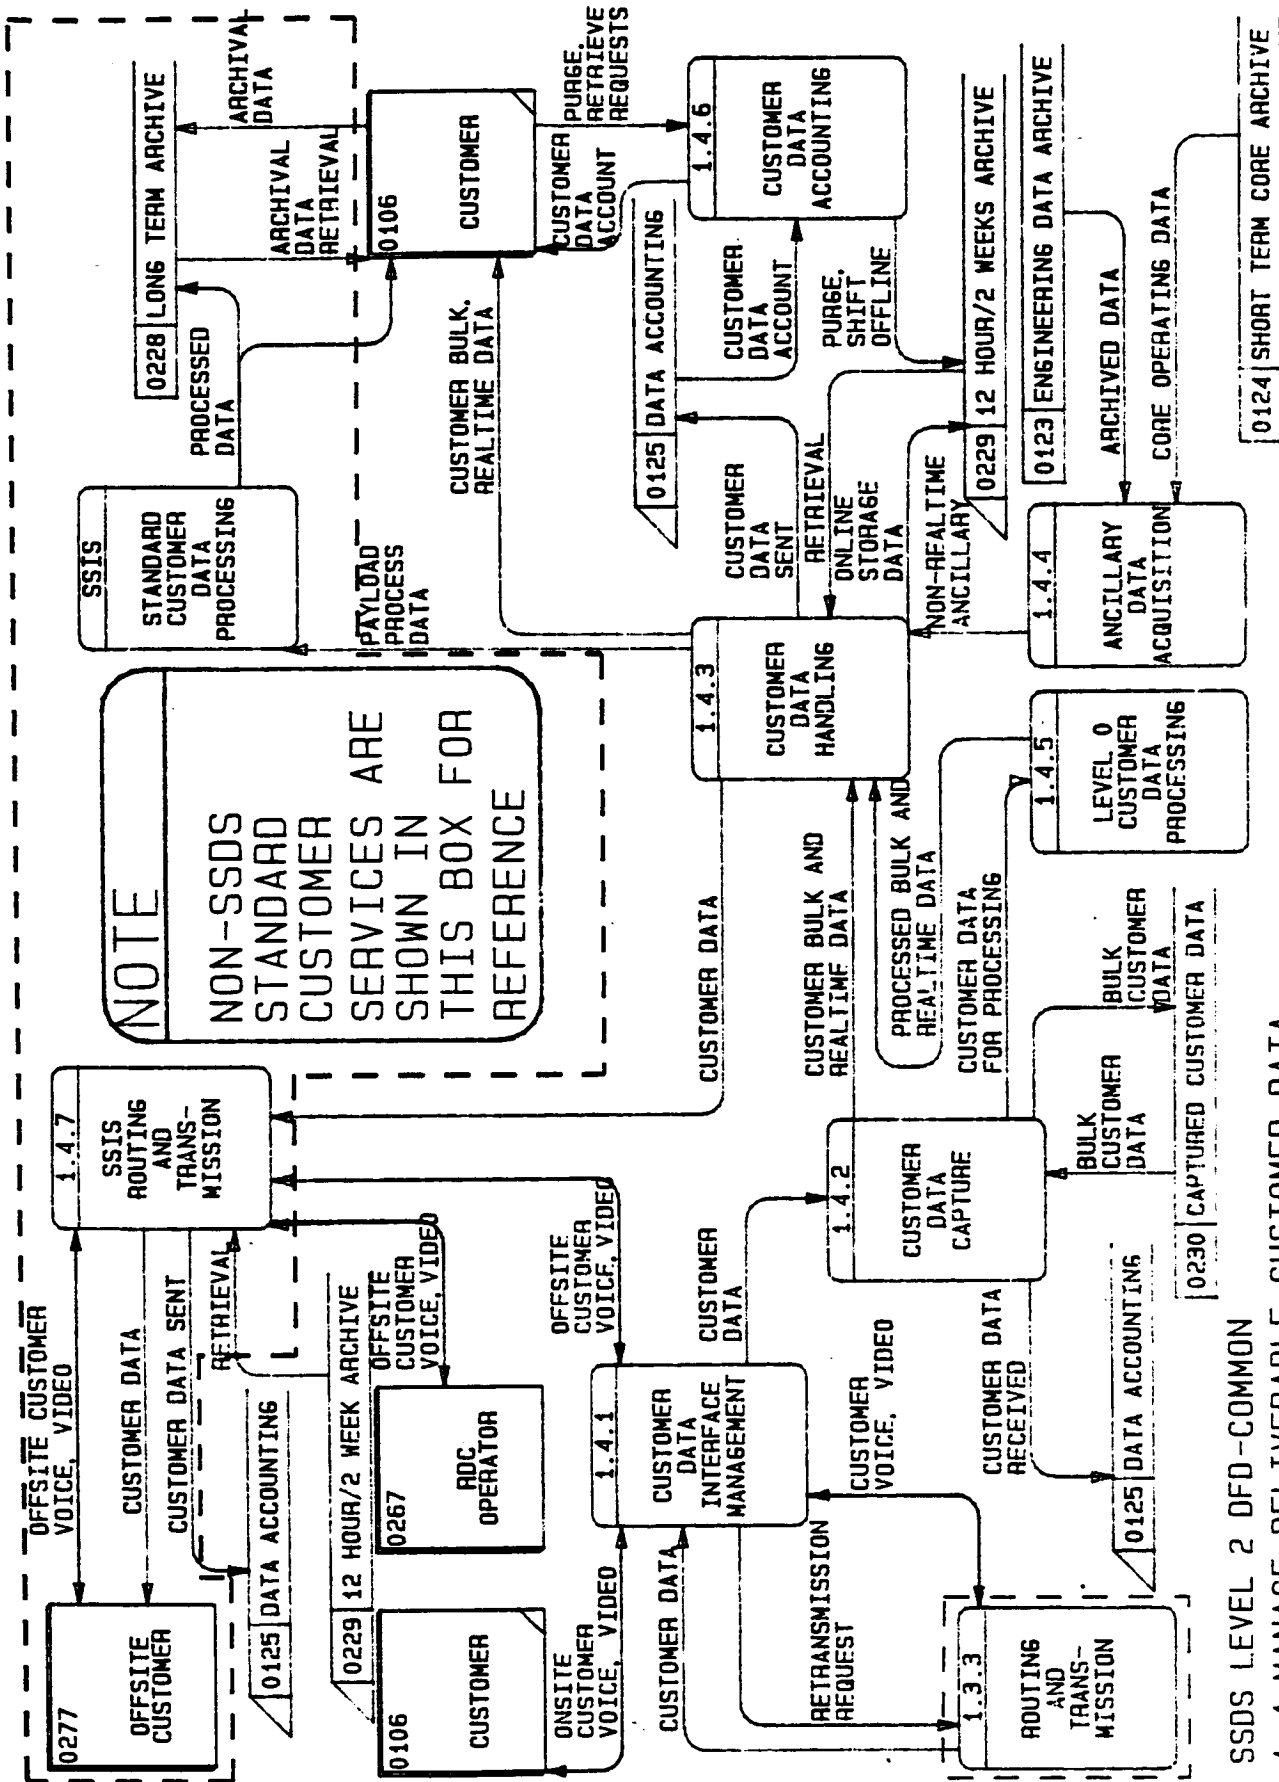 0277
OFFSITE
CUSTOMER
OFFSITE CUSTOMER
VOICE, VIDEO
CUSTOMER DATA
CUSTOMER DATA SENT
RETRIEVAL
1.4.7
SSIS
ROUTING
AND
TRANS-
MISSION
NOTE
NON-SSDS
STANDARD
CUSTOMER
SERVICES ARE
SHOWN IN
THIS BOX FOR
REFERENCE
SSIS
STANDARD
CUSTOMER
DATA
PROCESSING
PROCESSED
DATA
0228 LONG TERM ARCHIVE
ARCHIVAL
DATA
ARCHIVAL
DATA
RETRIEVAL
PAYLOAD
PROCESS
DATA
0125 DATA ACCOUNTING
0229 12 HOUR/2 WEEK ARCHIVE
0106
CUSTOMER
0267
RDC
OPERATOR
OFFSITE
CUSTOMER
VOICE, VIDEO
0106
CUSTOMER
CUSTOMER BULK,
REALTIME DATA
CUSTOMER
DATA
ACCOUNT
PURGE,
RETRIEVE
REQUESTS
ONSITE
CUSTOMER
VOICE, VIDEO
OFFSITE
CUSTOMER
VOICE, VIDEO
1.4.1
CUSTOMER
DATA
INTERFACE
MANAGEMENT
CUSTOMER DATA
CUSTOMER
DATA
CUSTOMER DATA
1.4.3
CUSTOMER
DATA
HANDLING
0125 DATA ACCOUNTING
CUSTOMER
DATA
SENT
CUSTOMER
DATA
ACCOUNT
1.4.6
CUSTOMER
DATA
ACCOUNTING
RETRIEVAL
ONLINE
STORAGE
DATA
PURGE,
SHIFT
OFFLINE
RETRANSMISSION
REQUEST
CUSTOMER
VOICE, VIDEO
1.4.2
CUSTOMER
DATA
CAPTURE
CUSTOMER BULK AND
REALTIME DATA
PROCESSED BULK AND
REALTIME DATA
CUSTOMER DATA
FOR PROCESSING
NON-REALTIME
ANCILLARY
0229 12 HOUR/2 WEEKS ARCHIVE
0123 ENGINEERING DATA ARCHIVE
1.3.3
ROUTING
AND
TRANS-
MISSION
CUSTOMER DATA
RECEIVED
0125 DATA ACCOUNTING
BULK
CUSTOMER
DATA
BULK
CUSTOMER
DATA
0230 CAPTURED CUSTOMER DATA
1.4.5
LEVEL 0
CUSTOMER
DATA
PROCESSING
1.4.4
ANCILLARY
DATA
ACQUISITION
ARCHIVED DATA
CORE OPERATING DATA
0124 SHORT TERM CORE ARCHIVE
SSDS LEVEL 2 DFD-COMMON
MANAGE DELIVERABLE CUSTOMER DATA